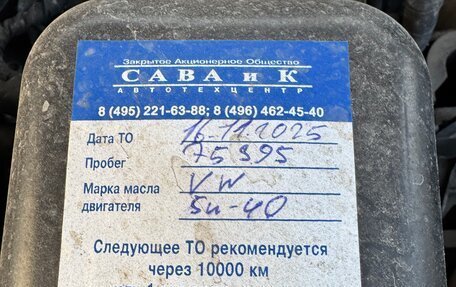 Закрытое Акционерное Общество
САВА и К
АВТОТЕХЦЕНТР
8 (495) 221-63-88; 8 (496) 462-45-40
Дата ТО 16.11.2025
Пробег 75395
Марка масла VW
двигателя 5w-40
Следующее ТО рекомендуется
через 10000 км